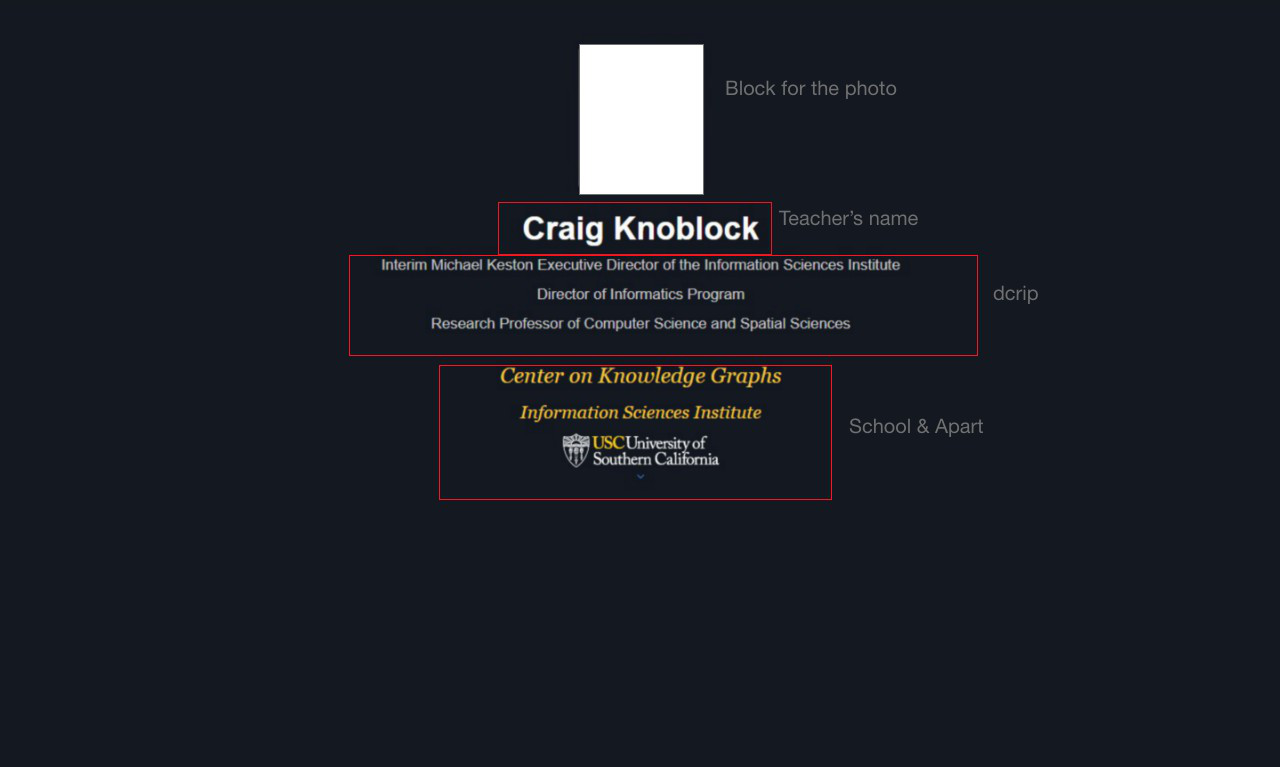 Block for the photo
Craig Knoblock
Teacher’s name
Interim Michael Keston Executive Director of the Information Sciences Institute
Director of Informatics Program
dcrip
Research Professor of Computer Science and Spatial Sciences
Center on Knowledge Graphs
Information Sciences Institute
School & Apart
USC University of
Southern California